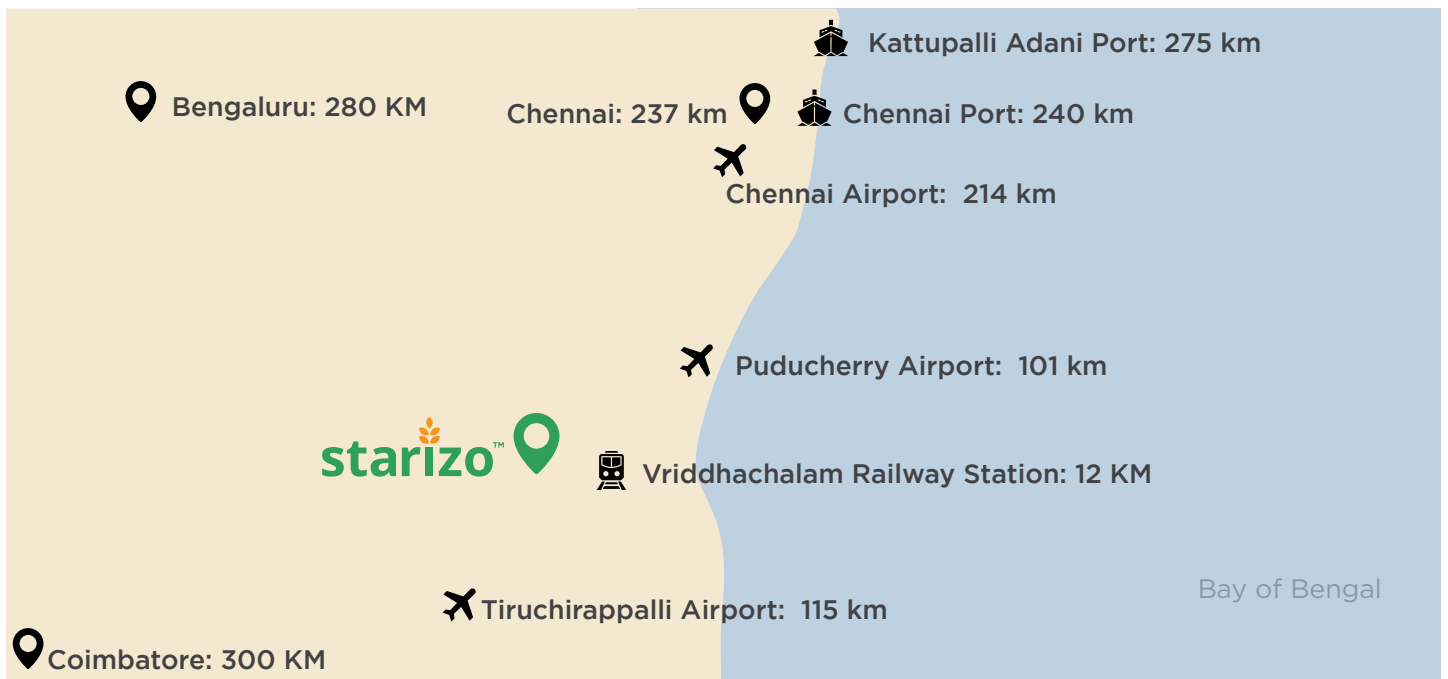 Kattupalli Adani Port: 275 km
Bengaluru: 280 KM
Chennai: 237 km
Chennai Port: 240 km
Chennai Airport: 214 km
Puducherry Airport: 101 km
starizo™
Vriddhachalam Railway Station: 12 KM
Bay of Bengal
Tiruchirappalli Airport: 115 km
Coimbatore: 300 KM